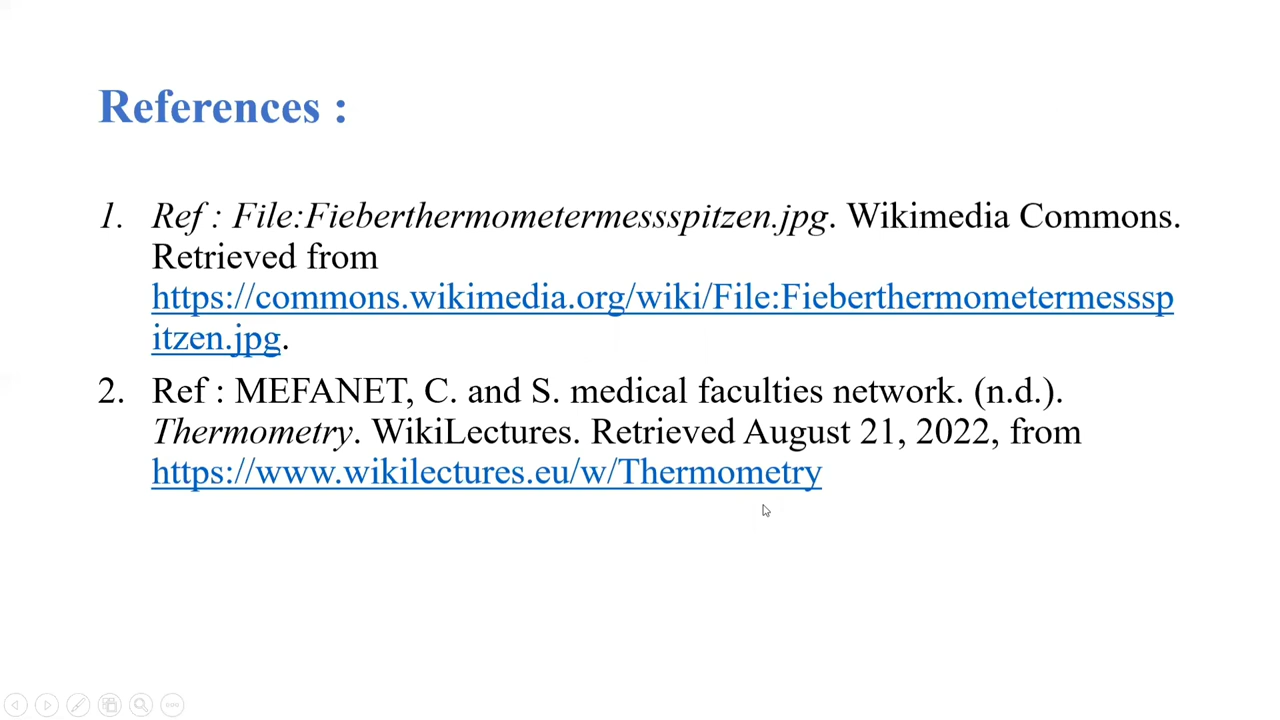 References :
1. Ref : File:Fieberthermometermessspitzen.jpg. Wikimedia Commons.
Retrieved from
https://commons.wikimedia.org/wiki/File:Fieberthermometermesssp
itzen.jpg.
2. Ref : MEFANET, C. and S. medical faculties network. (n.d.).
Thermometry. WikiLectures. Retrieved August 21, 2022, from
https://www.wikilectures.eu/w/Thermometry